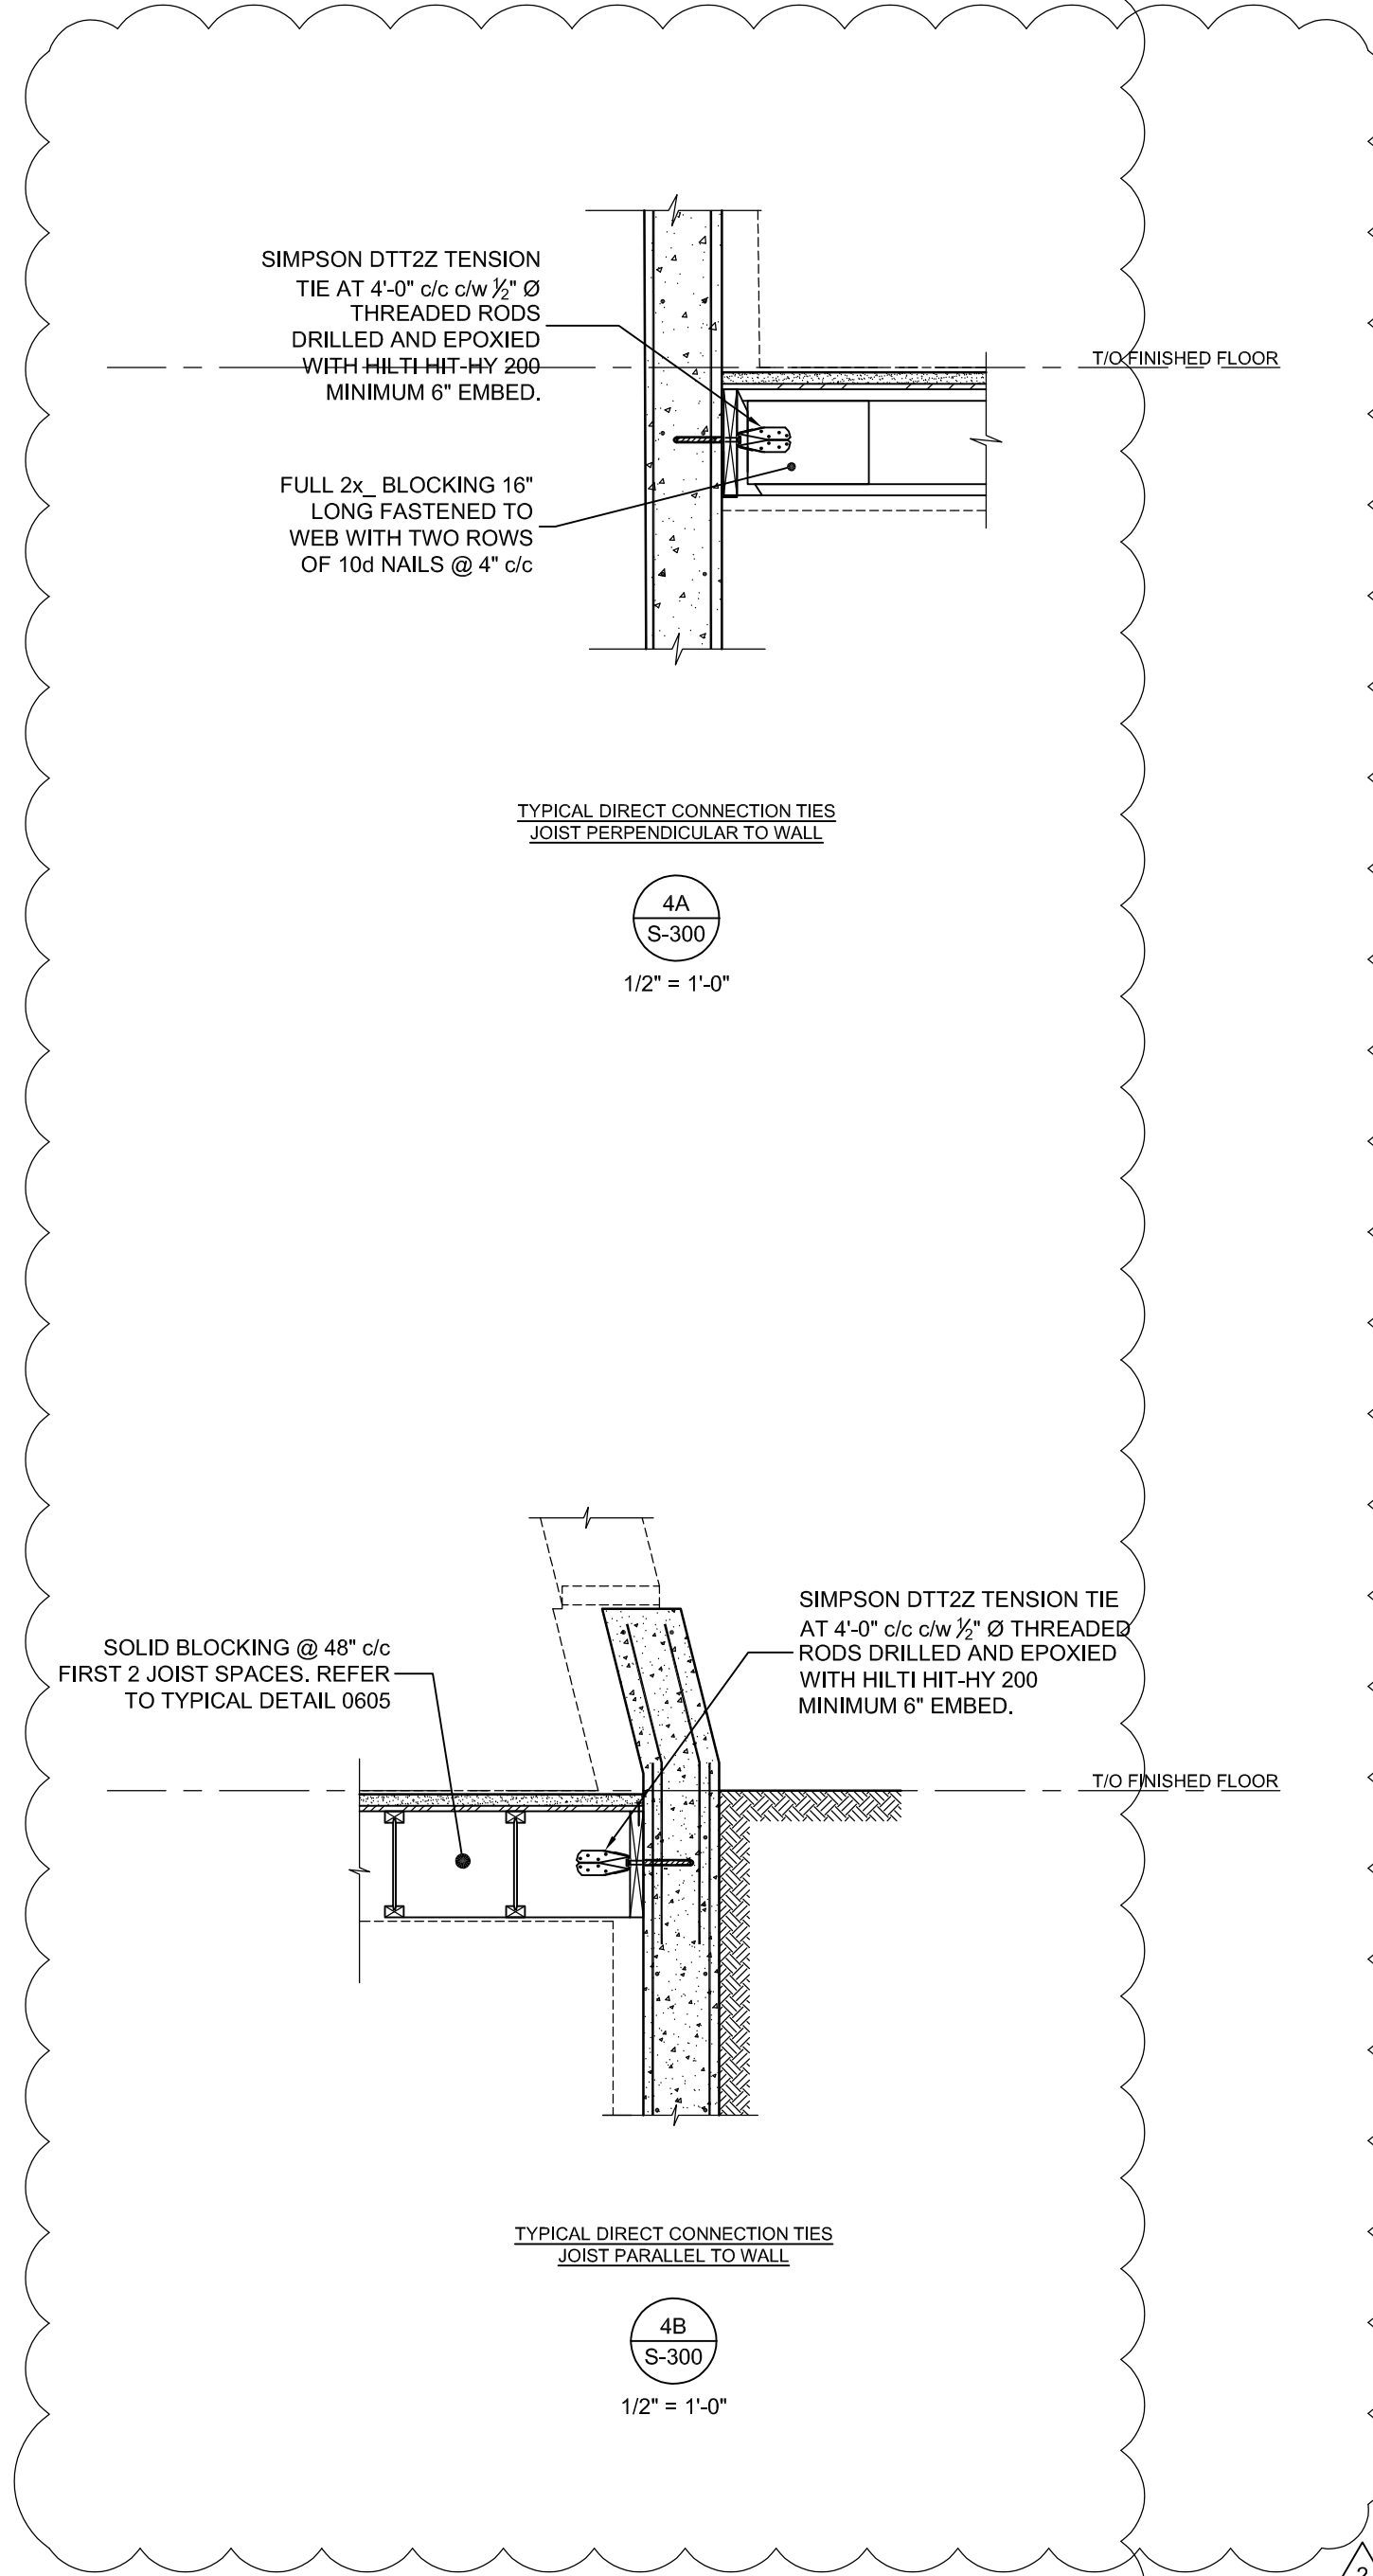 SIMPSON DTT2Z TENSION
TIE AT 4'-0" c/c c/w ½" Ø
THREADED RODS
DRILLED AND EPOXIED
WITH HILTI HIT-HY 200
MINIMUM 6" EMBED.
T/O FINISHED FLOOR
FULL 2x_ BLOCKING 16"
LONG FASTENED TO
WEB WITH TWO ROWS
OF 10d NAILS @ 4" c/c
TYPICAL DIRECT CONNECTION TIES
JOIST PERPENDICULAR TO WALL
4A
S-300
1/2" = 1'-0"
SIMPSON DTT2Z TENSION TIE
AT 4'-0" c/c c/w ½" Ø THREADED
RODS DRILLED AND EPOXIED
WITH HILTI HIT-HY 200
MINIMUM 6" EMBED.
SOLID BLOCKING @ 48" c/c
FIRST 2 JOIST SPACES. REFER
TO TYPICAL DETAIL 0605
T/O FINISHED FLOOR
TYPICAL DIRECT CONNECTION TIES
JOIST PARALLEL TO WALL
4B
S-300
1/2" = 1'-0"
2